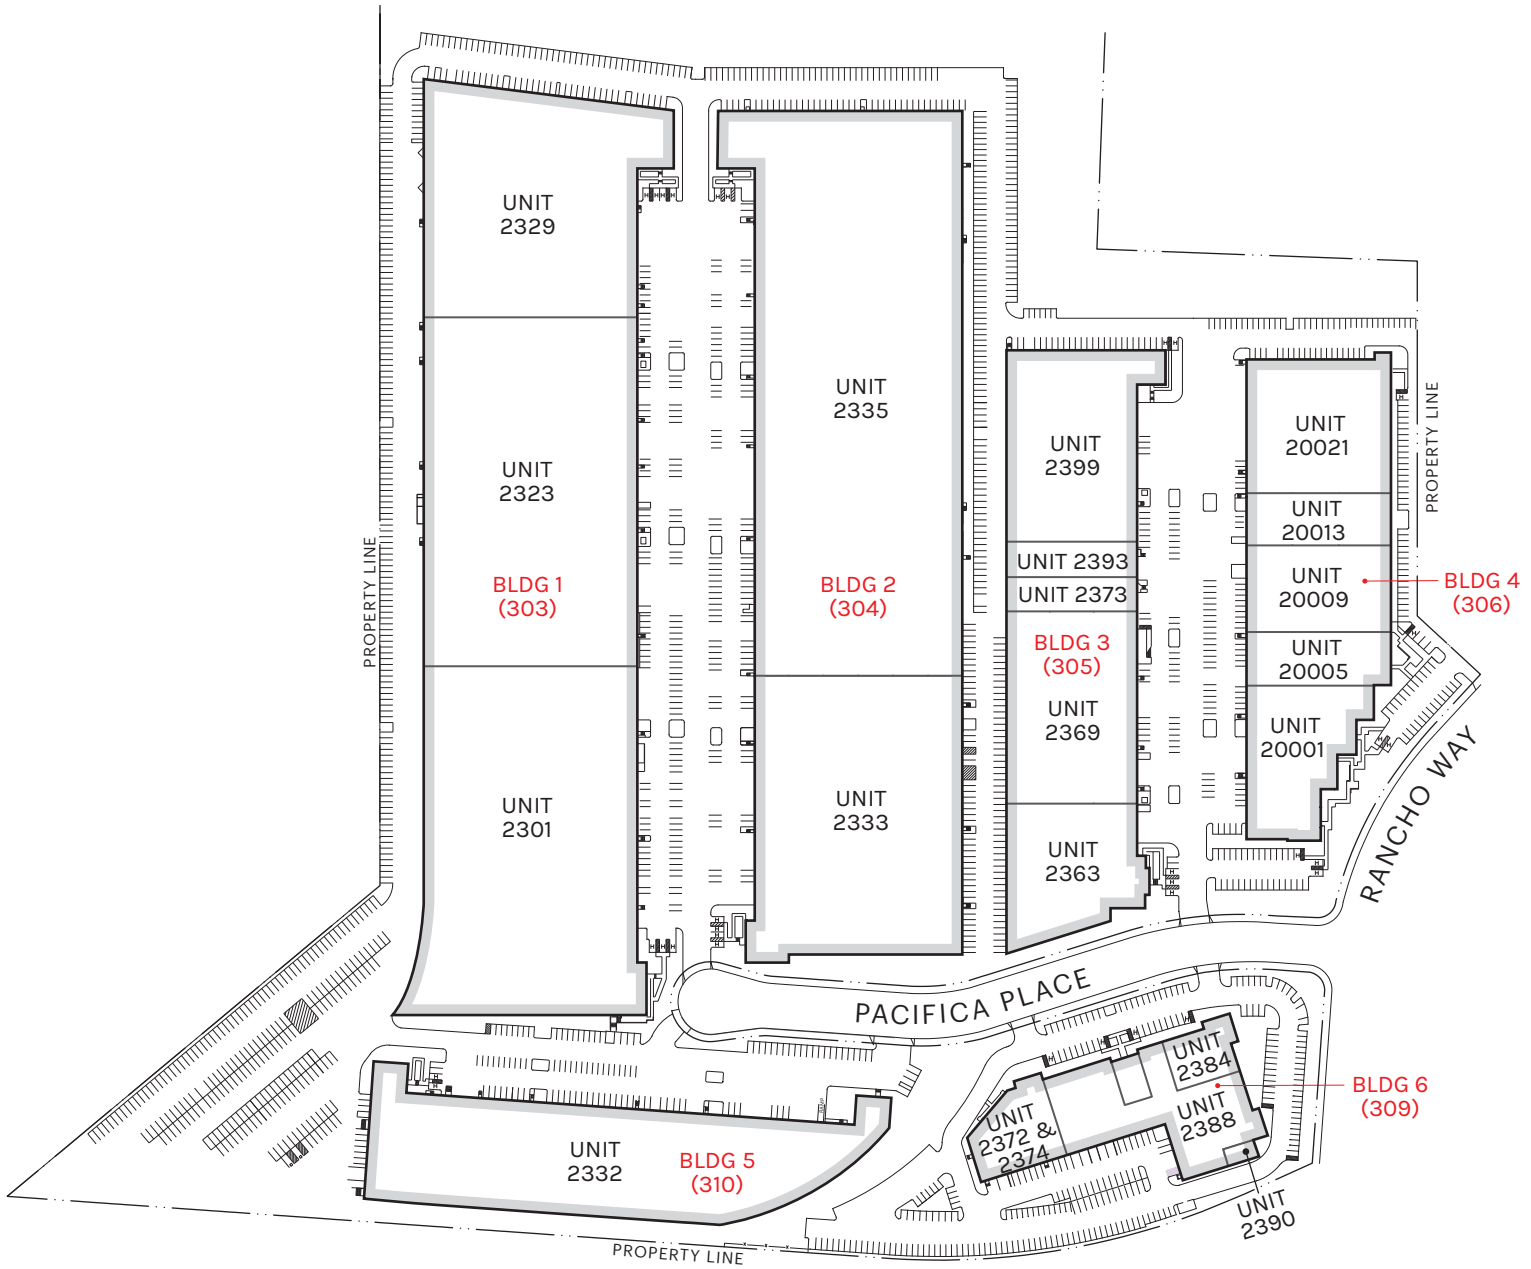 UNIT
2329
UNIT
2323
BLDG 1
(303)
UNIT
2301
PROPERTY LINE
UNIT
2335
BLDG 2
(304)
UNIT
2333
UNIT
2399
UNIT 2393
UNIT 2373
BLDG 3
(305)
UNIT
2369
UNIT
2363
UNIT
20021
UNIT
20013
UNIT
20009
UNIT
20005
UNIT
20001
BLDG 4
(306)
PROPERTY LINE
RANCHO WAY
PACIFICA PLACE
UNIT
2332
BLDG 5
(310)
UNIT
2372 &
2374
UNIT
2384
UNIT
2388
BLDG 6
(309)
UNIT
2390
PROPERTY LINE